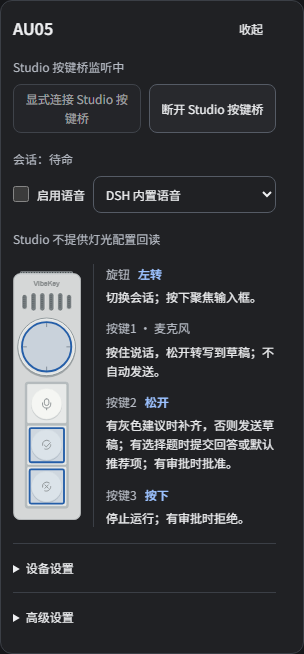 AU05
收起
Studio 按键桥监听中
显式连接 Studio 按
键桥
断开 Studio 按键桥
会话：待命
启用语音
DSH 内置语音
Studio 不提供灯光配置回读
VibeKey
旋钮 左转
切换会话；按下聚焦输入框。
按键1 · 麦克风
按住说话，松开转写到草稿；不
自动发送。
按键2 松开
有灰色建议时补齐，否则发送草
稿；有选择题时提交回答或默认
推荐项；有审批时批准。
按键3 按下
停止运行；有审批时拒绝。
设备设置
高级设置